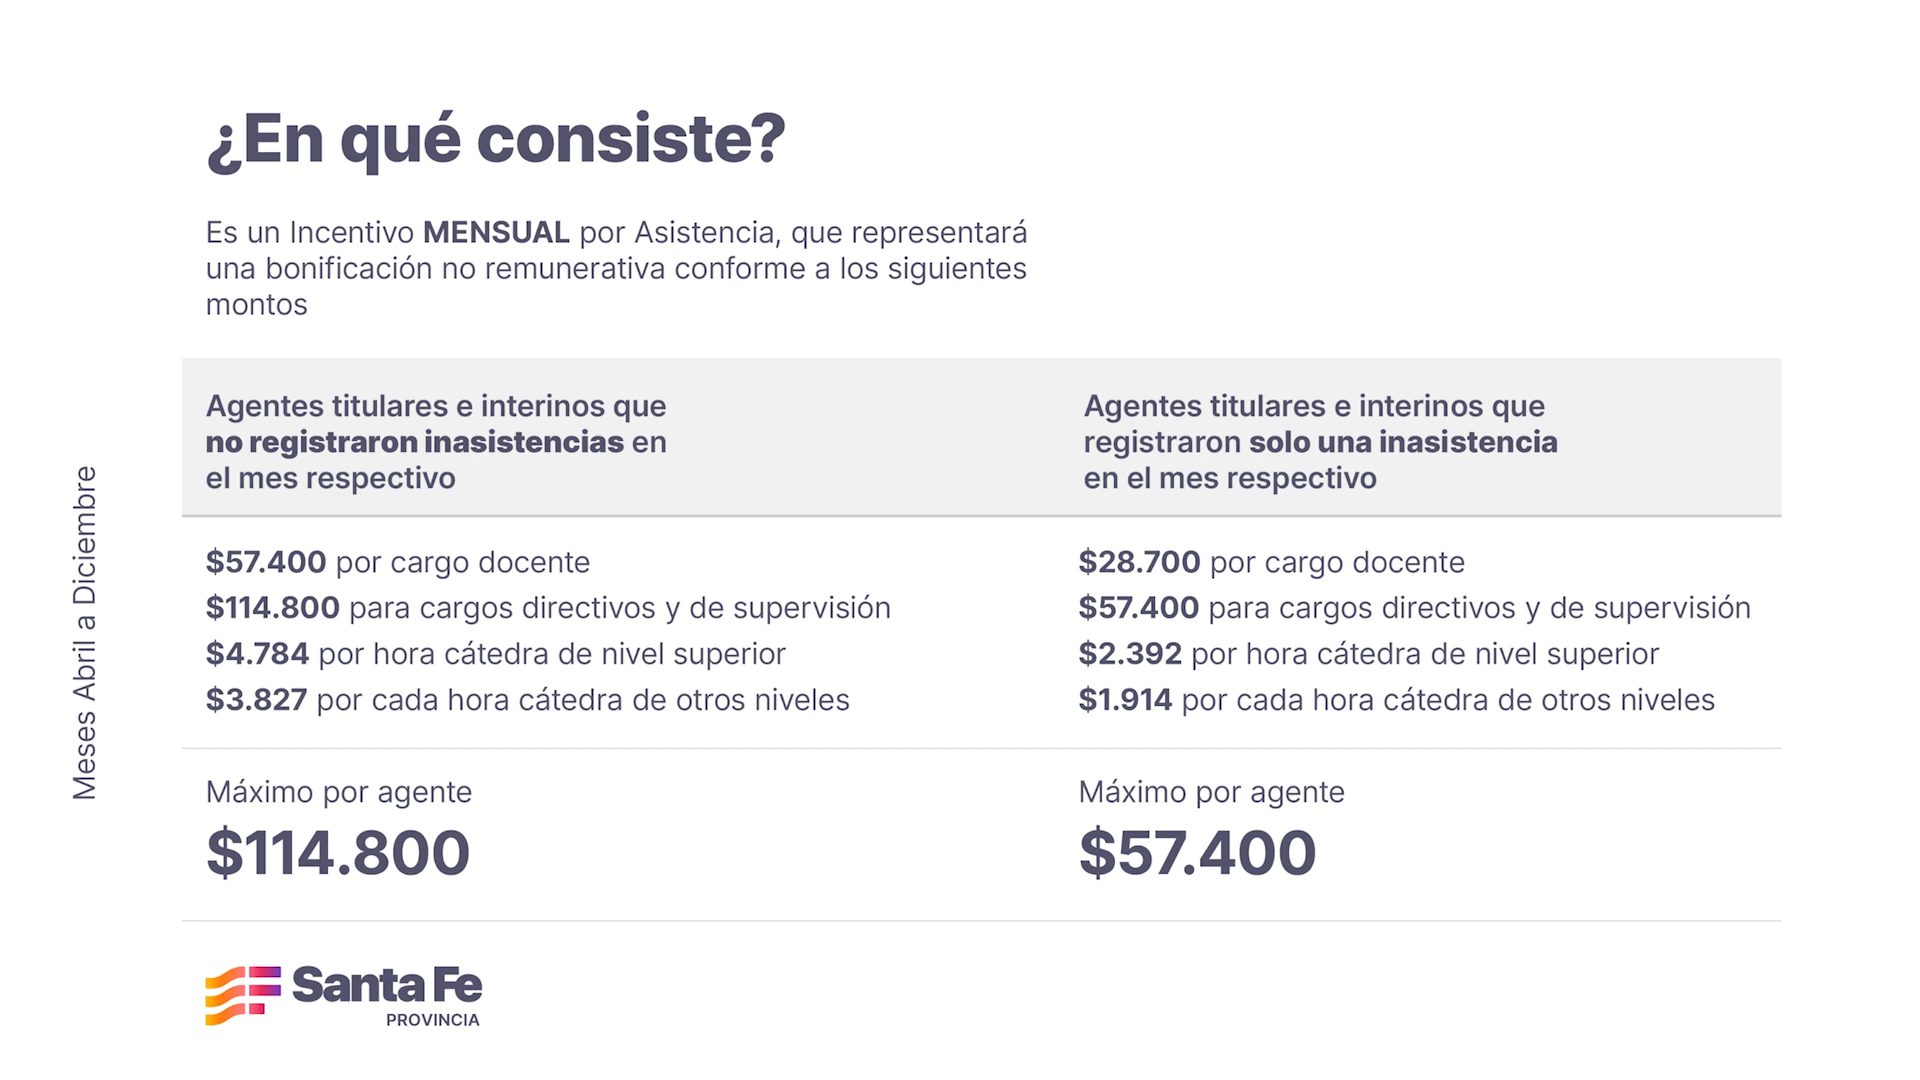 ¿En qué consiste?
Es un Incentivo MENSUAL por Asistencia, que representará
una bonificación no remunerativa conforme a los siguientes
montos
Meses Abril a Diciembre
Agentes titulares e interinos que
no registraron inasistencias en
el mes respectivo
Agentes titulares e interinos que
registraron solo una inasistencia
en el mes respectivo
$57.400 por cargo docente
$114.800 para cargos directivos y de supervisión
$4.784 por hora cátedra de nivel superior
$3.827 por cada hora cátedra de otros niveles
$28.700 por cargo docente
$57.400 para cargos directivos y de supervisión
$2.392 por hora cátedra de nivel superior
$1.914 por cada hora cátedra de otros niveles
Máximo por agente
$114.800
Máximo por agente
$57.400
Santa Fe
PROVINCIA